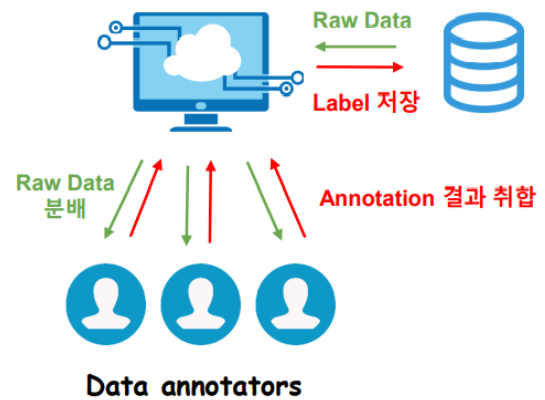 Raw Data
Label 저장
Raw Data
분배
Annotation 결과 취합
Data annotators